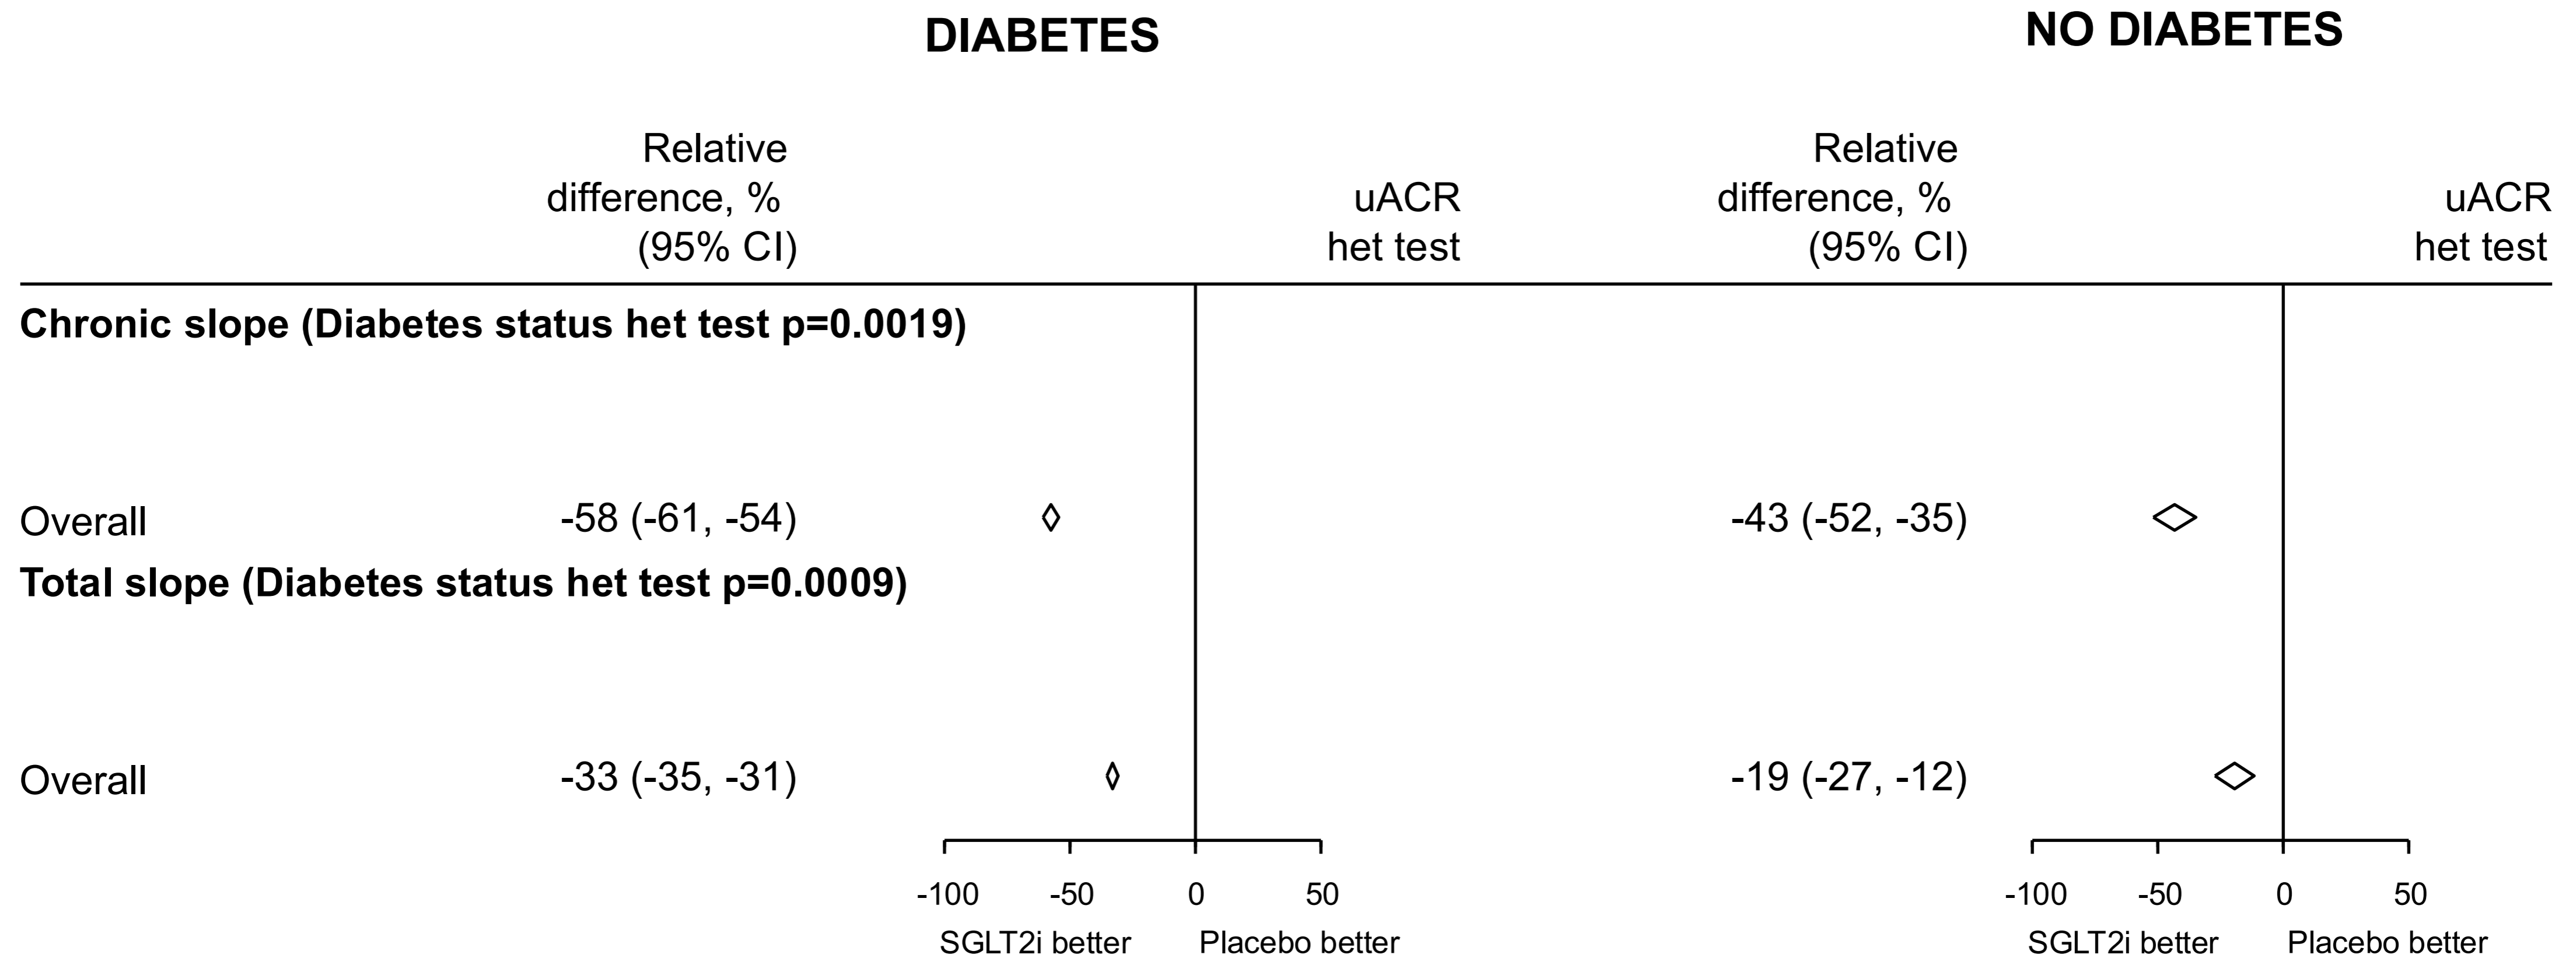 DIABETES
NO DIABETES
Relative
difference, %
(95% CI)
uACR
het test
Relative
difference, %
(95% CI)
uACR
het test
Chronic slope (Diabetes status het test p=0.0019)
Overall -58 (-61, -54) -43 (-52, -35)
Total slope (Diabetes status het test p=0.0009)
Overall -33 (-35, -31) -19 (-27, -12)
-100 -50 0 50 -100 -50 0 50
SGLT2i better Placebo better SGLT2i better Placebo better